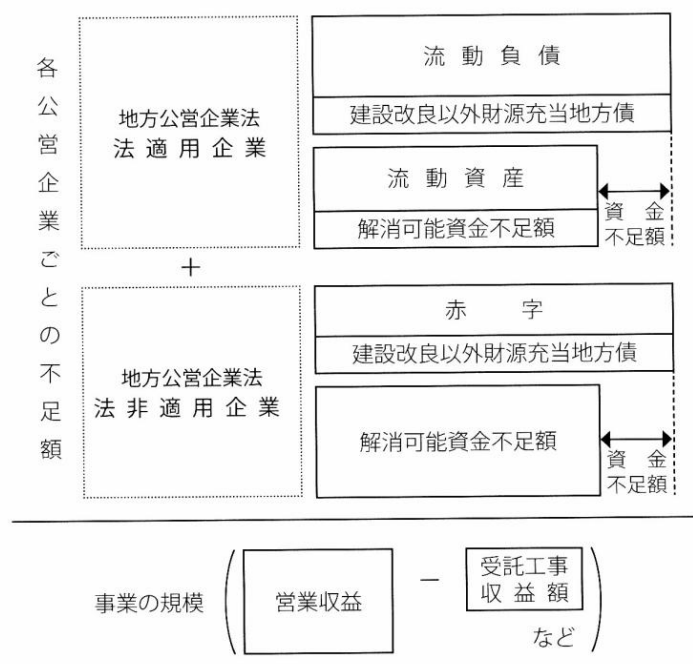 各公営企業ごとの不足額
地方公営企業法
法適用企業
流動負債
建設改良以外財源充当地方債
流動資産
解消可能資金不足額
資金
不足額
+
地方公営企業法
法非適用企業
赤字
建設改良以外財源充当地方債
解消可能資金不足額
資金
不足額
事業の規模
営業収益
−
受託工事
収益額
など